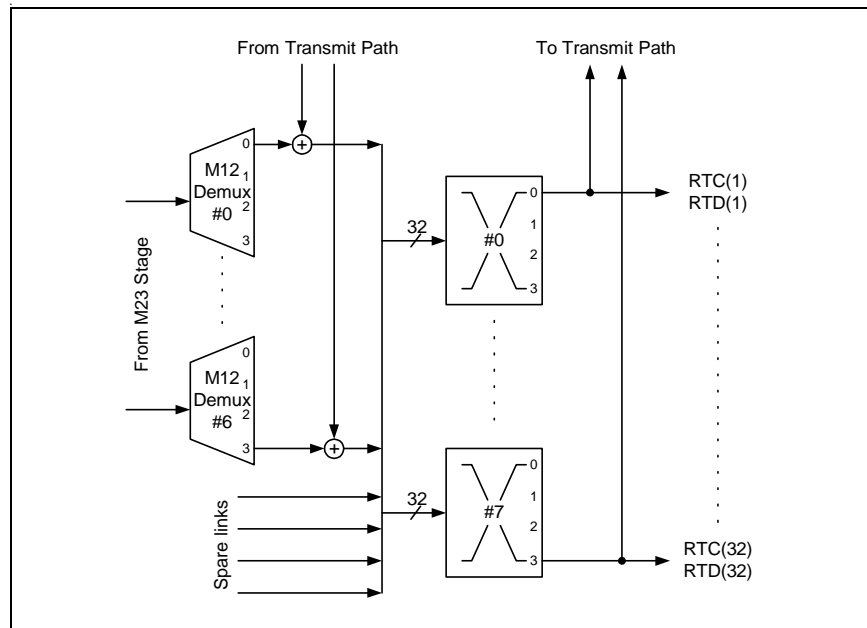 From Transmit Path
To Transmit Path
0
M12
1
Demux
2
#0
3
From M23 Stage
0
M12
1
Demux
2
#6
3
Spare links
32
#0
0
1
2
3
32
#7
0
1
2
3
RTC(1)
RTD(1)
RTC(32)
RTD(32)